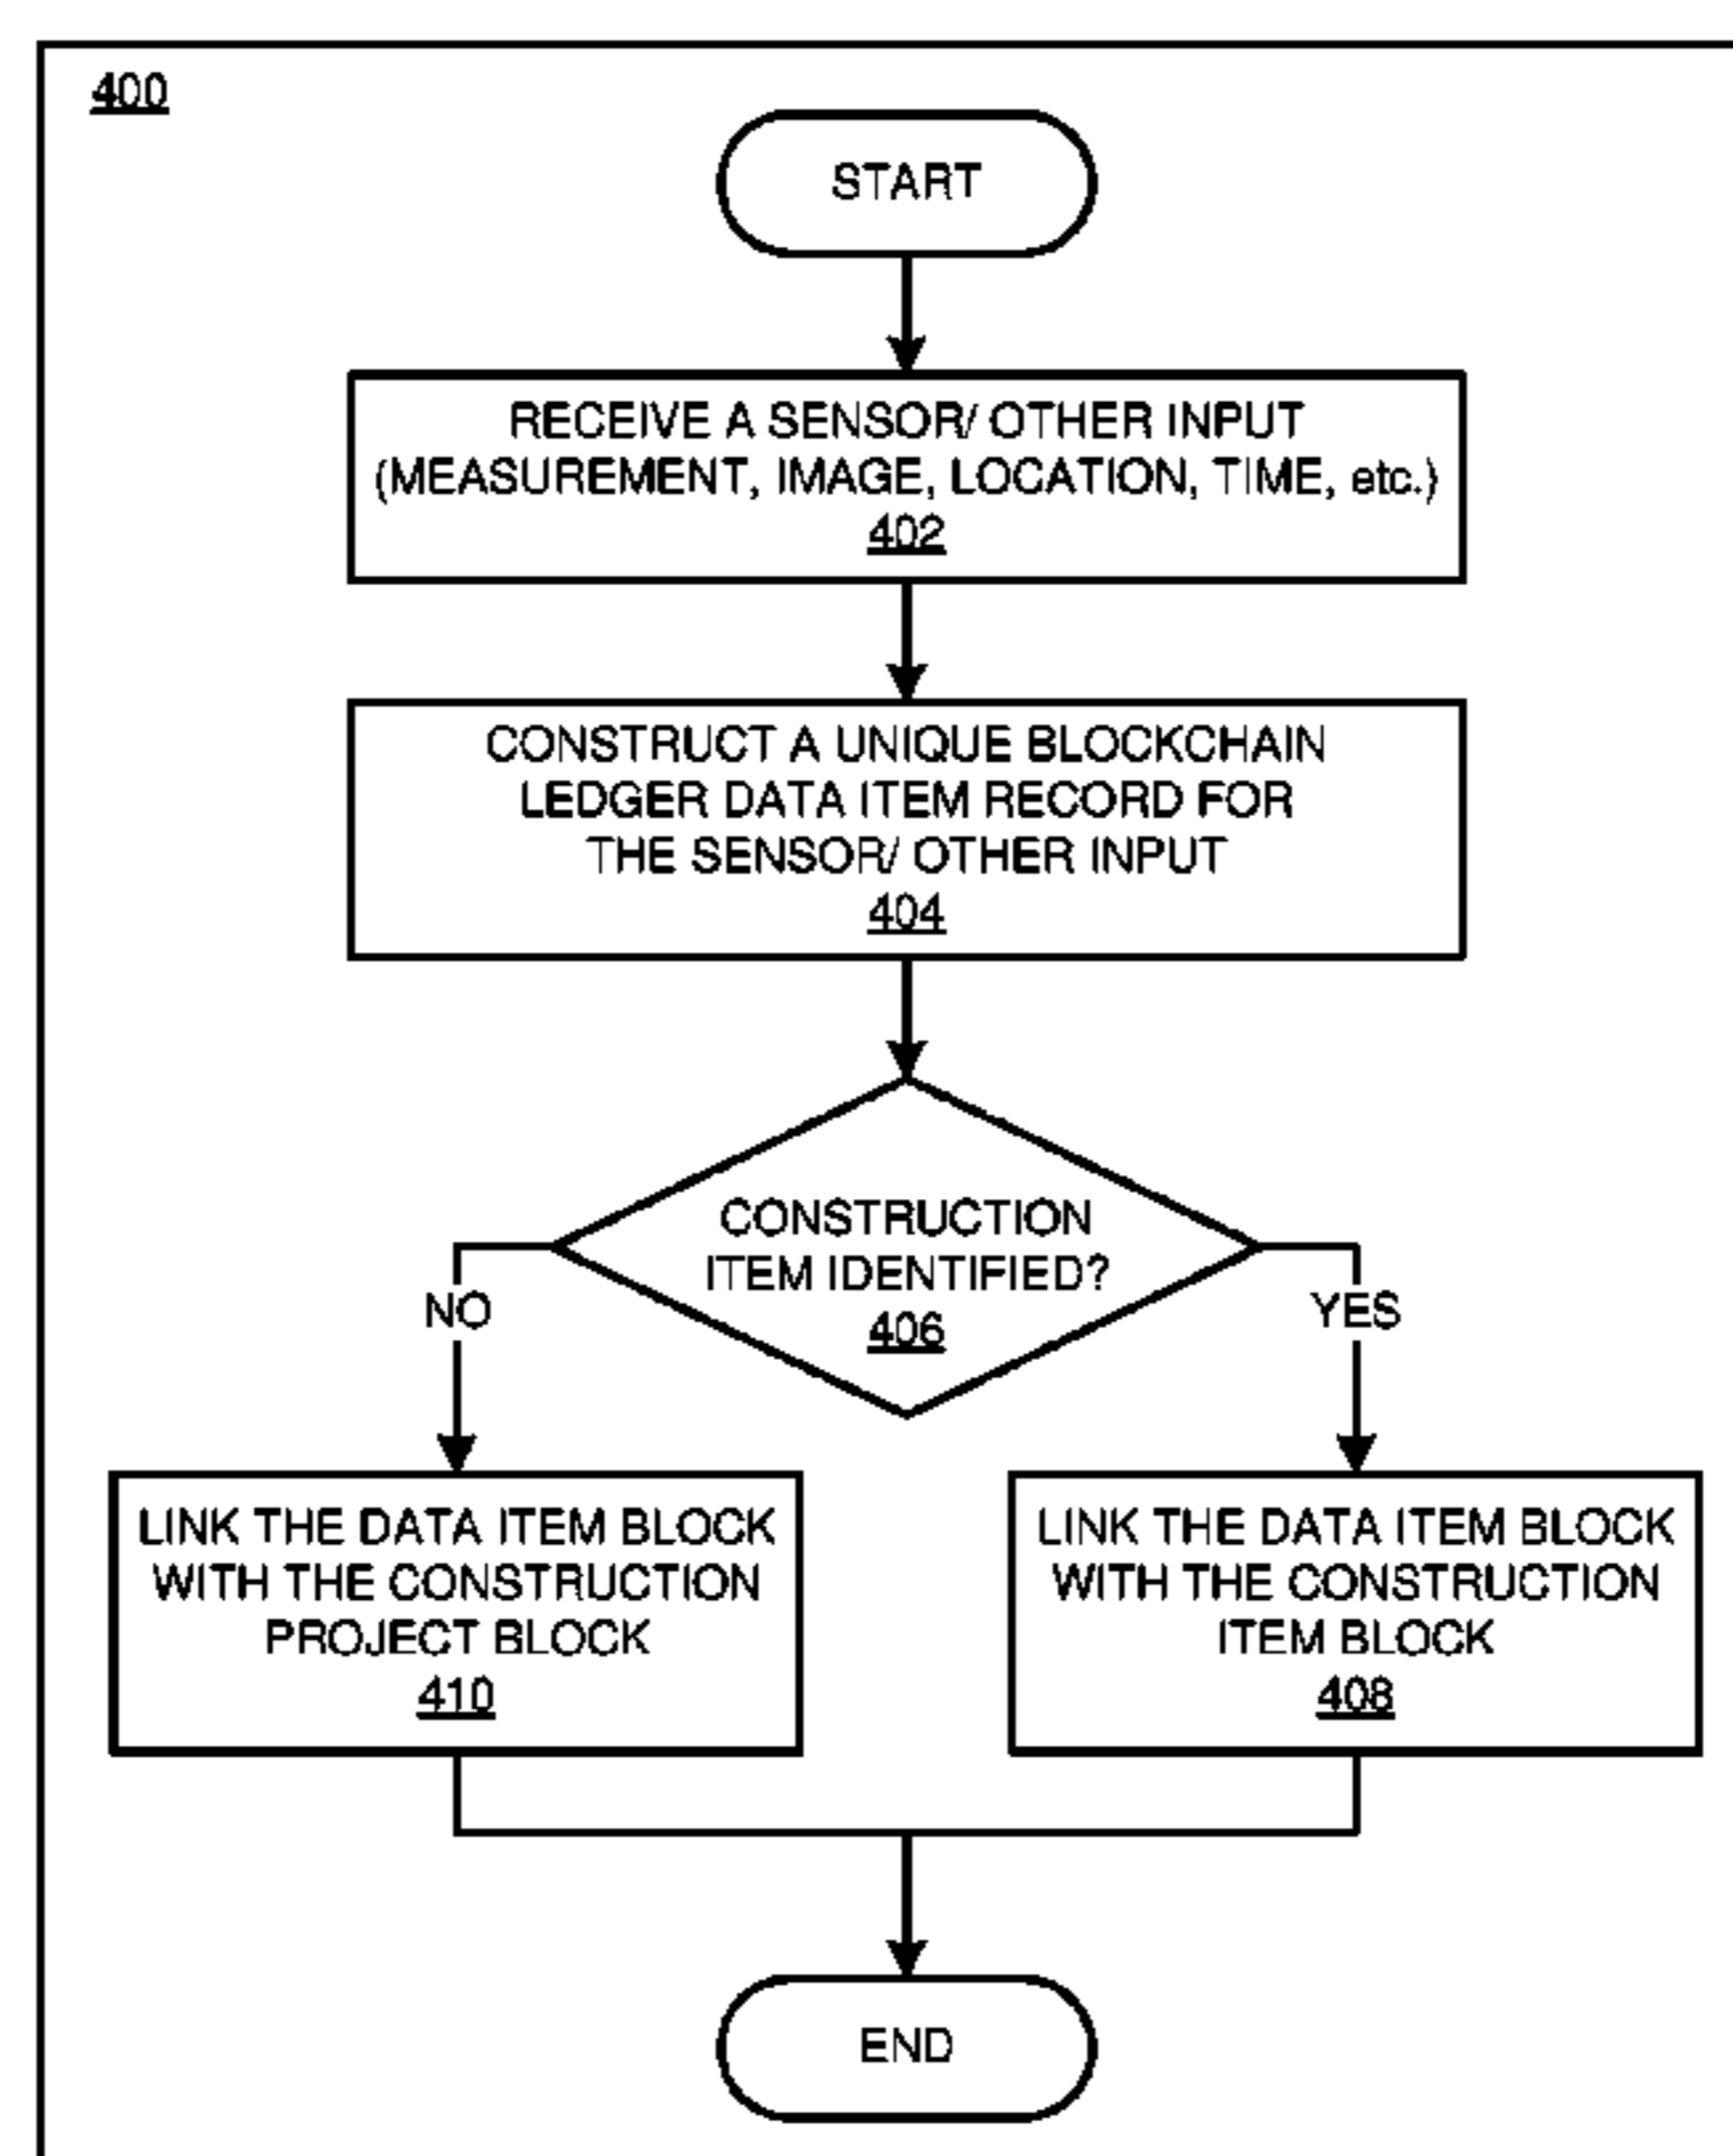 400
START
RECEIVE A SENSOR/ OTHER INPUT
(MEASUREMENT, IMAGE, LOCATION, TIME, etc.)
402
CONSTRUCT A UNIQUE BLOCKCHAIN
LEDGER DATA ITEM RECORD FOR
THE SENSOR/ OTHER INPUT
404
CONSTRUCTION
ITEM IDENTIFIED?
406
NO
YES
LINK THE DATA ITEM BLOCK
WITH THE CONSTRUCTION
PROJECT BLOCK
410
LINK THE DATA ITEM BLOCK
WITH THE CONSTRUCTION
ITEM BLOCK
408
END